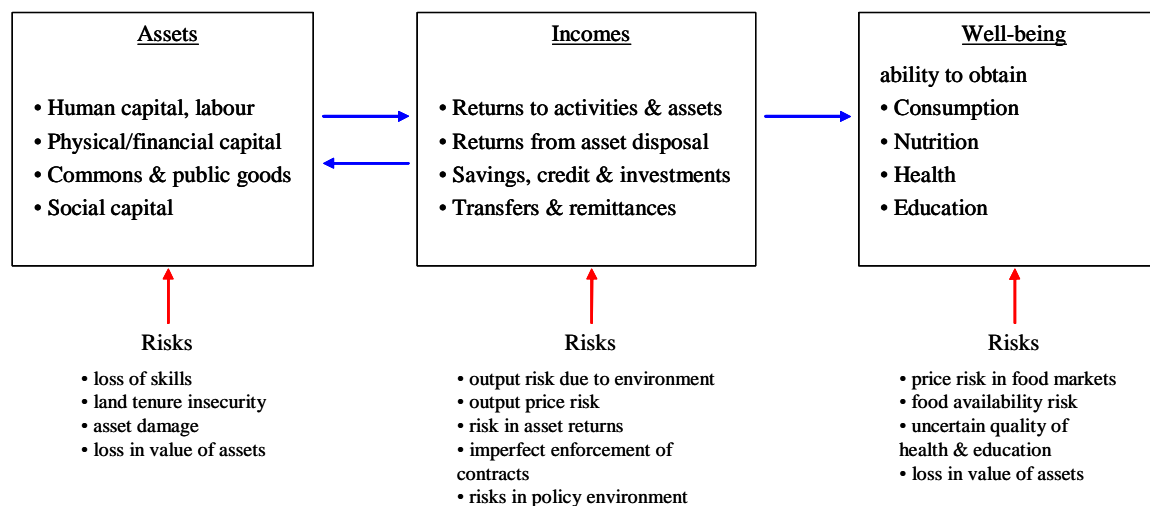 Assets
• Human capital, labour
• Physical/financial capital
• Commons & public goods
• Social capital
Incomes
• Returns to activities & assets
• Returns from asset disposal
• Savings, credit & investments
• Transfers & remittances
Well-being
ability to obtain
• Consumption
• Nutrition
• Health
• Education
Risks
• loss of skills
• land tenure insecurity
• asset damage
• loss in value of assets
Risks
• output risk due to environment
• output price risk
• risk in asset returns
• imperfect enforcement of
contracts
• risks in policy environment
Risks
• price risk in food markets
• food availability risk
• uncertain quality of
health & education
• loss in value of assets